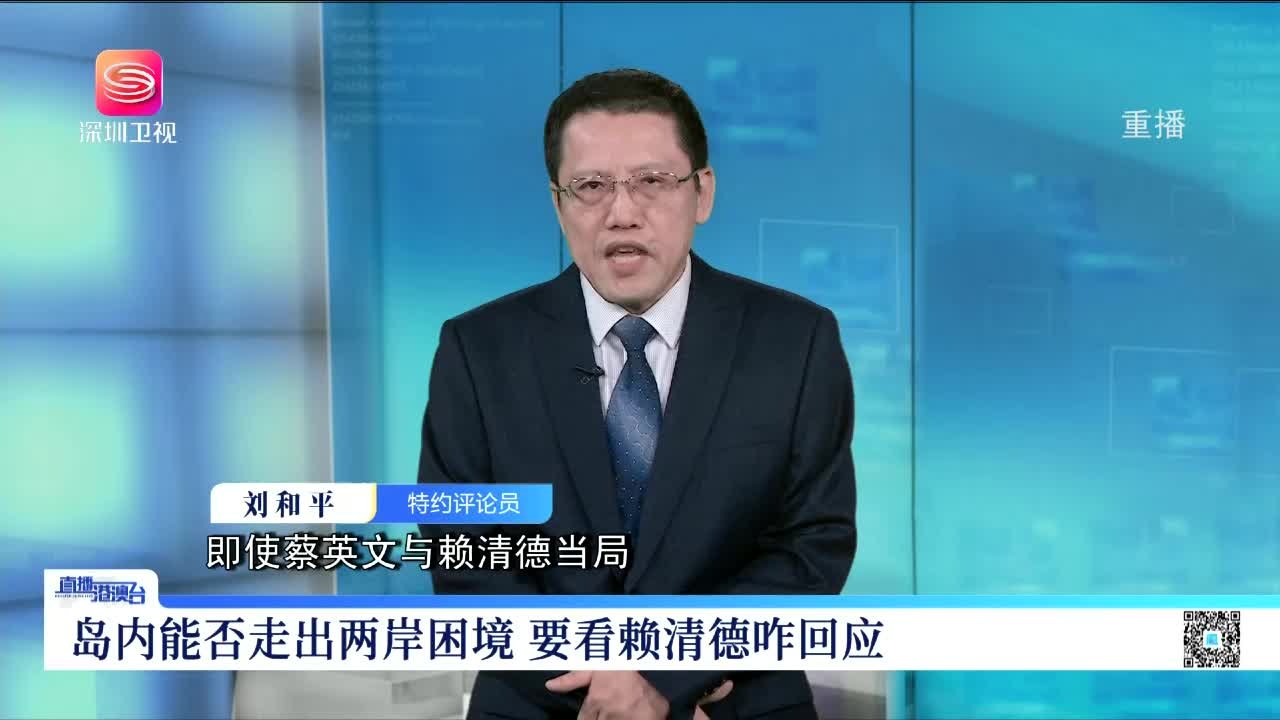 深圳卫视
重播
刘和平
特约评论员
即使蔡英文与赖清德当局
直播港澳台
岛内能否走出两岸困境 要看赖清德咋回应